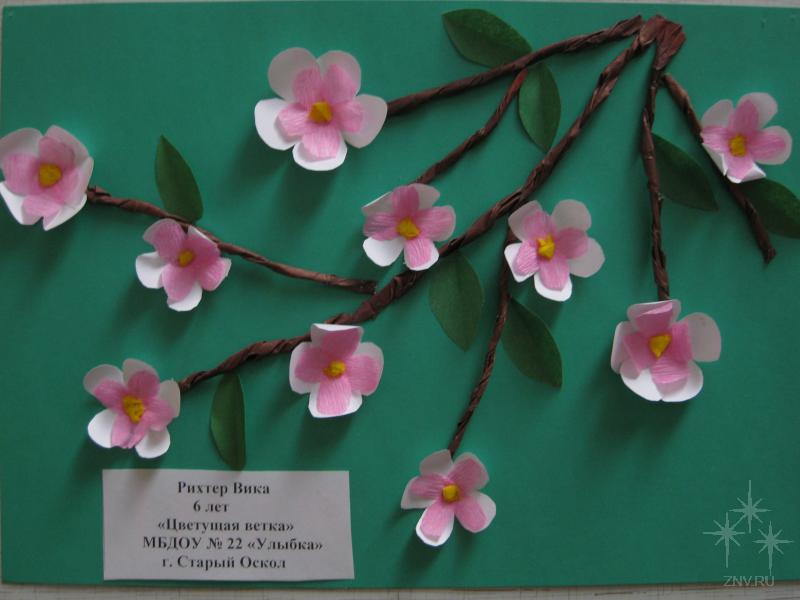 Рихтер Вика
6 лет
«Цветущая ветка»
МБДОУ № 22 «Улыбка»
г. Старый Оскол
ZNV.RU